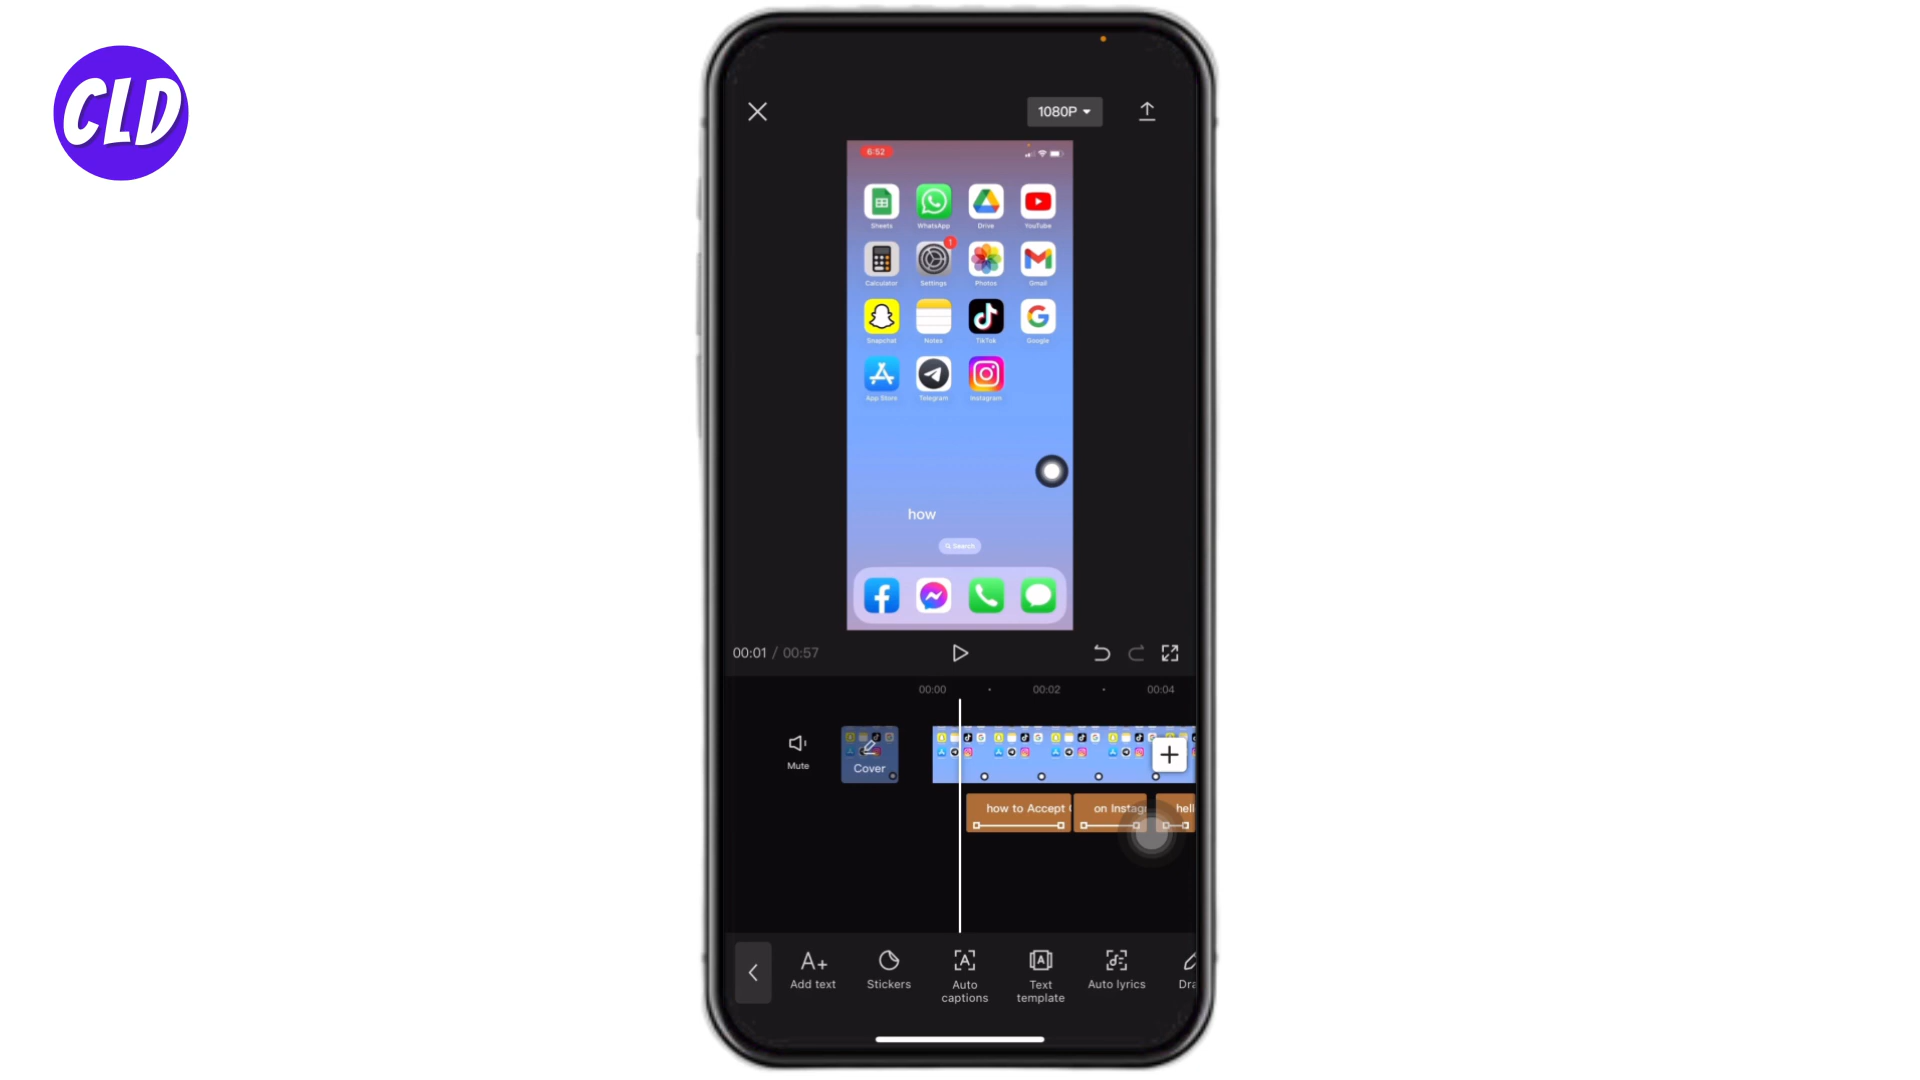 CLD
1080P
6:52
Sheets WhatsApp Drive YouTube
1
Calculator Settings Photos Gmail
Snapchat Notes TikTok Google
App Store Telegram Instagram
how
Search
00:01 / 00:57
00:00 00:02 00:04
Mute
Cover
how to Accept on Instag hell
A+
Add text Stickers Auto captions Text template Auto lyrics Dra